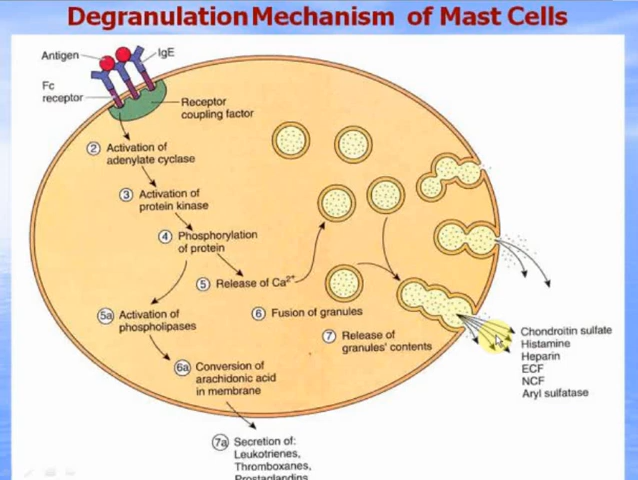 Degranulation Mechanism of Mast Cells
Antigen
IgE
Fc
receptor
Receptor
coupling factor
2 Activation of
adenylate cyclase
3 Activation of
protein kinase
4 Phosphorylation
of protein
5 Release of Ca2+
6 Fusion of granules
7 Release of
granules' contents
5a Activation of
phospholipases
6a Conversion of
arachidonic acid
in membrane
7a Secretion of:
Leukotrienes,
Thromboxanes,
Prostaglandins
Chondroitin sulfate
Histamine
Heparin
ECF
NCF
Aryl sulfatase